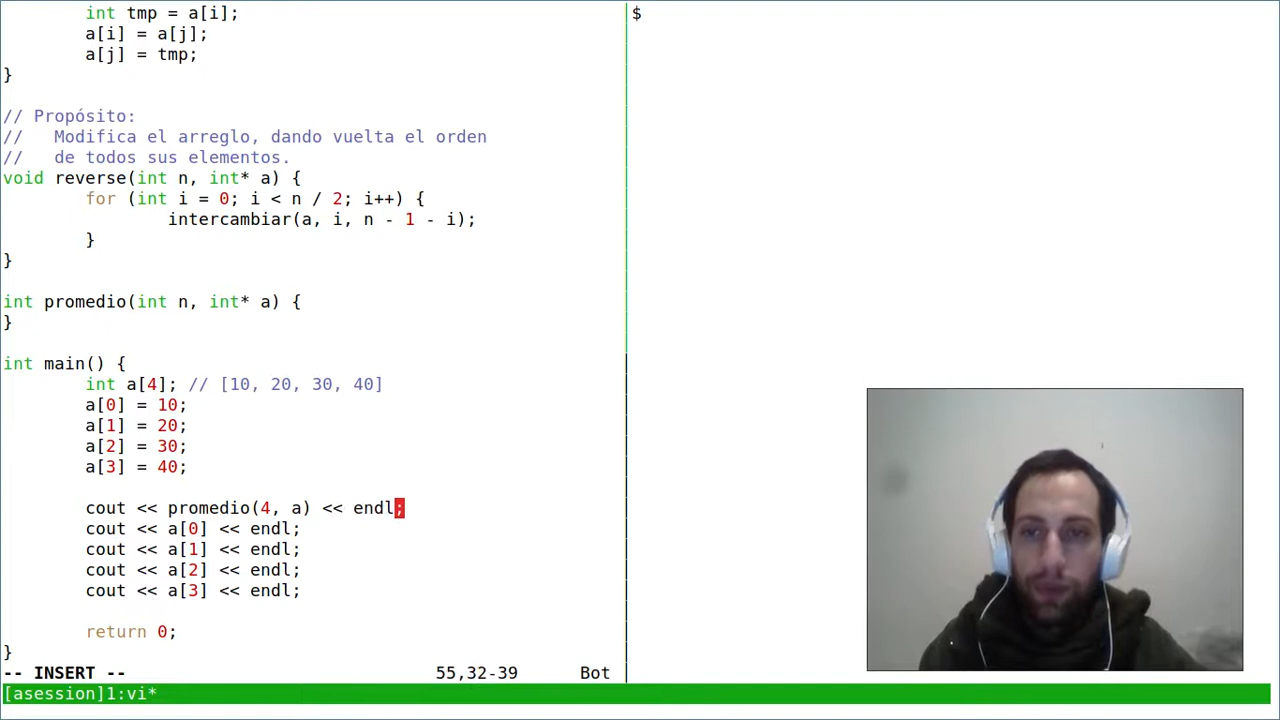 int tmp = a[i];
a[i] = a[j];
a[j] = tmp;
}
// Propósito:
//   Modifica el arreglo, dando vuelta el orden
//   de todos sus elementos.
void reverse(int n, int* a) {
for (int i = 0; i < n / 2; i++) {
intercambiar(a, i, n - 1 - i);
}
}
int promedio(int n, int* a) {
}
int main() {
int a[4]; // [10, 20, 30, 40]
a[0] = 10;
a[1] = 20;
a[2] = 30;
a[3] = 40;
cout << promedio(4, a) << endl;
cout << a[0] << endl;
cout << a[1] << endl;
cout << a[2] << endl;
cout << a[3] << endl;
return 0;
}
-- INSERT -- 55,32-39 Bot
[asession]1:vi*
$